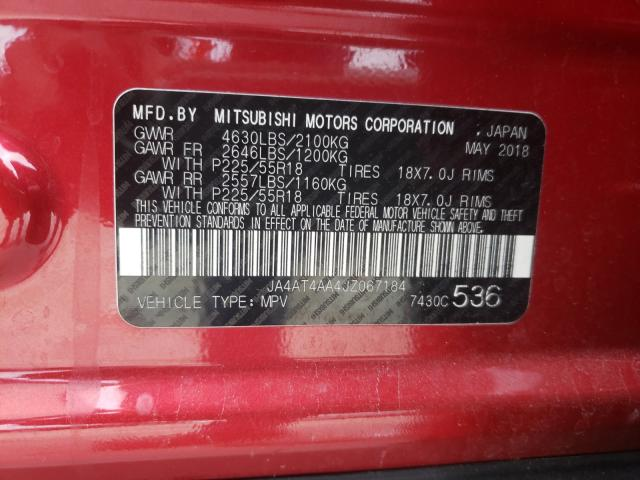 MFD.BY MITSUBISHI MOTORS CORPORATION : JAPAN
GVWR 4630LBS/2100KG MAY 2018
GAWR FR 2646LBS/1200KG
WITH P225/55R18 TIRES 18X7.0J RIMS
GAWR RR 2557LBS/1160KG
WITH P225/55R18 TIRES 18X7.0J RIMS
THIS VEHICLE CONFORMS TO ALL APPLICABLE FEDERAL MOTOR VEHICLE SAFETY AND THEFT
PREVENTION STANDARDS IN EFFECT ON THE DATE OF MANUFACTURE SHOWN ABOVE.
JA4AT4AA4JZ067184
VEHICLE TYPE: MPV 7430C 536